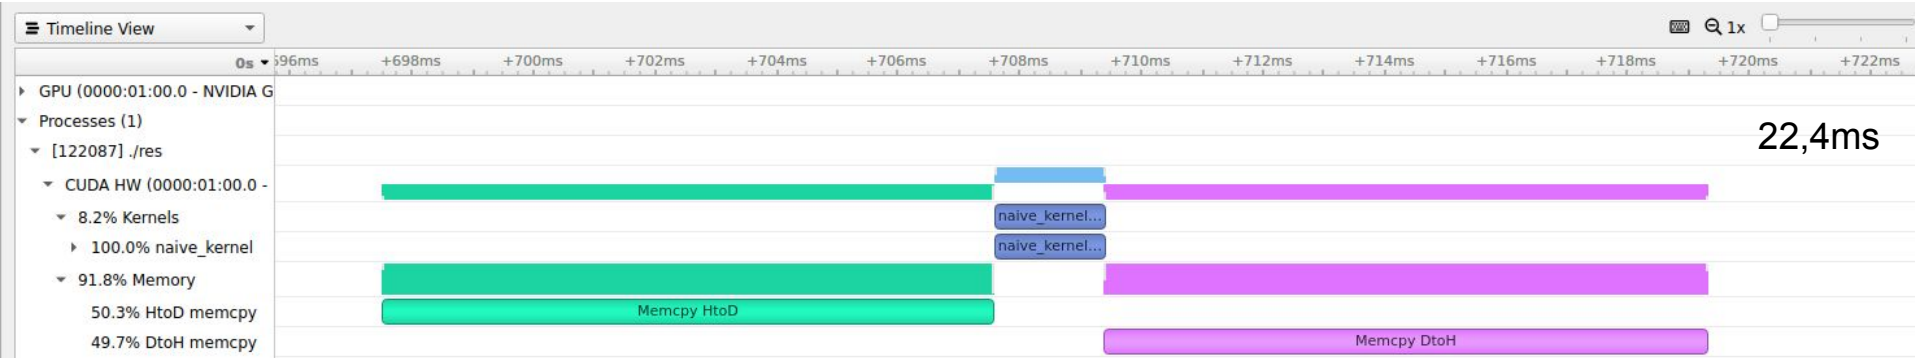 Timeline View
1x
0s
596ms +698ms +700ms +702ms +704ms +706ms +708ms +710ms +712ms +714ms +716ms +718ms +720ms +722ms
GPU (0000:01:00.0 - NVIDIA G
Processes (1)
22,4ms
[122087] ./res
CUDA HW (0000:01:00.0 -
8.2% Kernels
naive_kernel...
100.0% naive_kernel
naive_kernel...
91.8% Memory
50.3% HtoD memcpy
Memcpy HtoD
49.7% DtoH memcpy
Memcpy DtoH